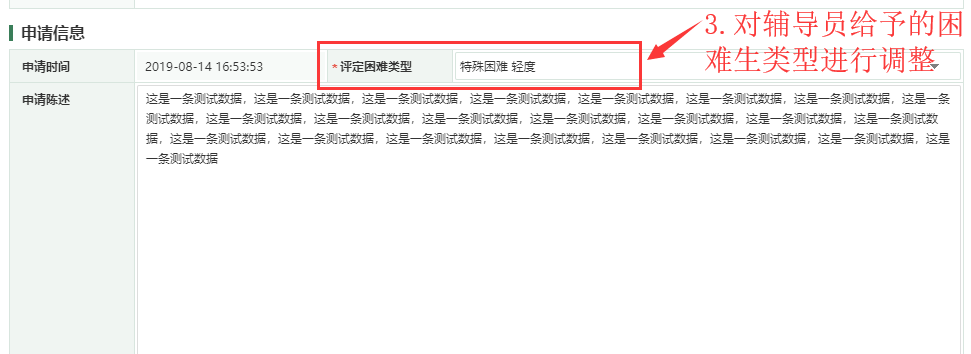 3. 对辅导员给予的困
难生类型进行调整
申请信息
申请时间 2019-08-14 16:53:53 *评定困难类型 特殊困难 轻度
申请陈述 这是一条测试数据，这是一条测试数据，这是一条测试数据，这是一条测试数据，这是一条测试数据，这是一条测试数据，这是一条测试数据，这是一条
测试数据，这是一条测试数据，这是一条测试数据，这是一条测试数据，这是一条测试数据，这是一条测试数据，这是一条测试数据，这是一条测试数
据，这是一条测试数据，这是一条测试数据，这是一条测试数据，这是一条测试数据，这是一条测试数据，这是一条测试数据，这是一条测试数据，这是
一条测试数据